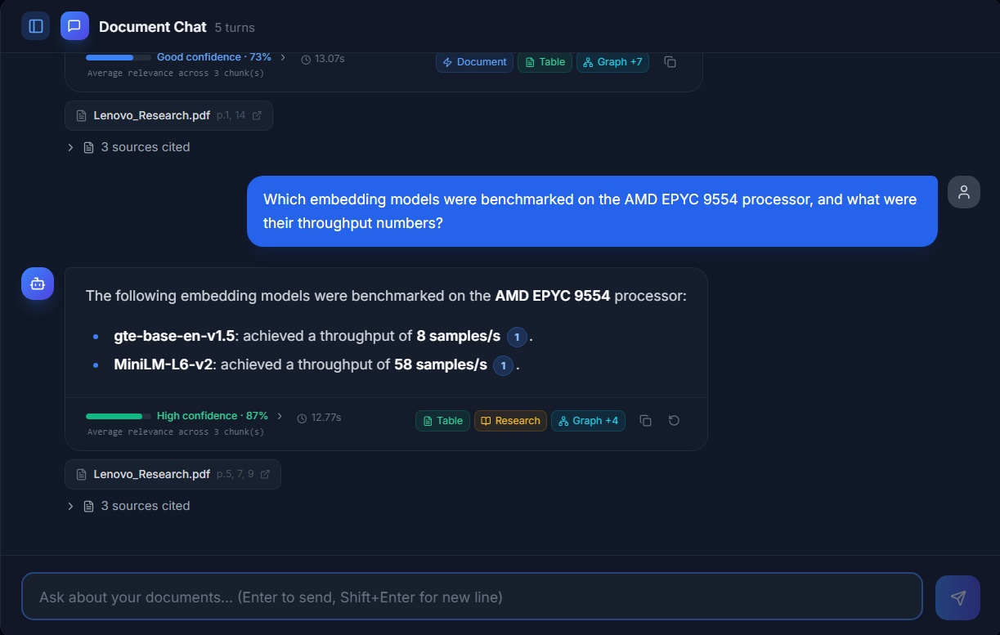 Document Chat 5 turns
Good confidence · 73% 13.07s Document Table Graph +7
Average relevance across 3 chunk(s)
Lenovo_Research.pdf p.1, 14
3 sources cited
Which embedding models were benchmarked on the AMD EPYC 9554 processor, and what were
their throughput numbers?
The following embedding models were benchmarked on the AMD EPYC 9554 processor:
• gte-base-en-v1.5: achieved a throughput of 8 samples/s 1 .
• MiniLM-L6-v2: achieved a throughput of 58 samples/s 1 .
High confidence · 87% 12.77s Table Research Graph +4
Average relevance across 3 chunk(s)
Lenovo_Research.pdf p.5, 7, 9
3 sources cited
Ask about your documents... (Enter to send, Shift+Enter for new line)